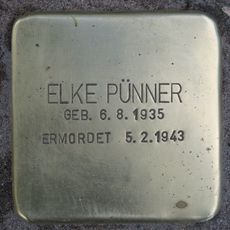 ELKE PÜNNER
GEB. 6.8.1935
ERMORDET 5.2.1943